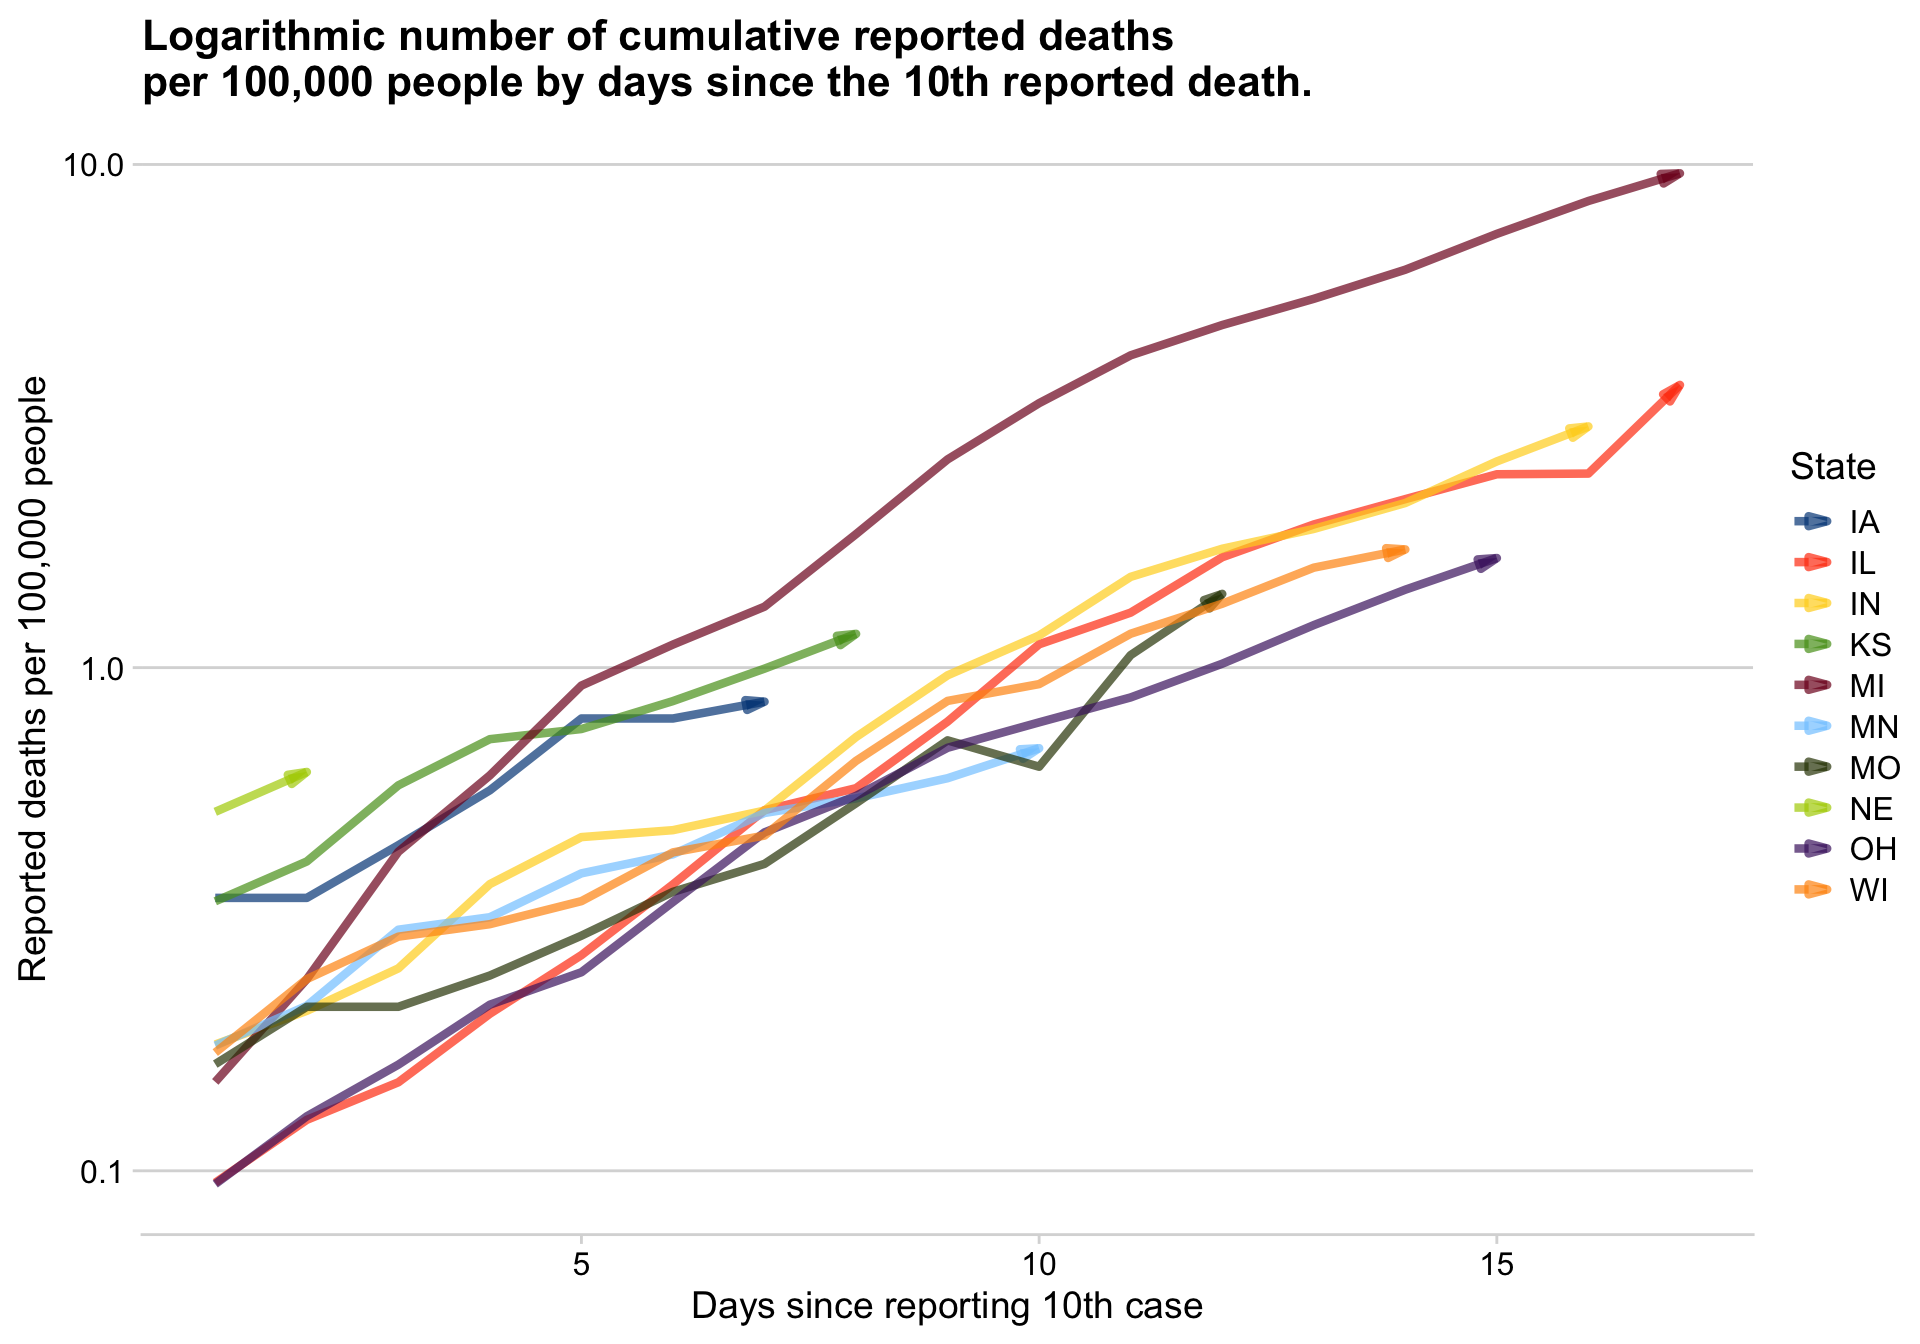 Logarithmic number of cumulative reported deaths
per 100,000 people by days since the 10th reported death.
10.0
1.0
0.1
Reported deaths per 100,000 people
5
10
15
Days since reporting 10th case
State
IA
IL
IN
KS
MI
MN
MO
NE
OH
WI